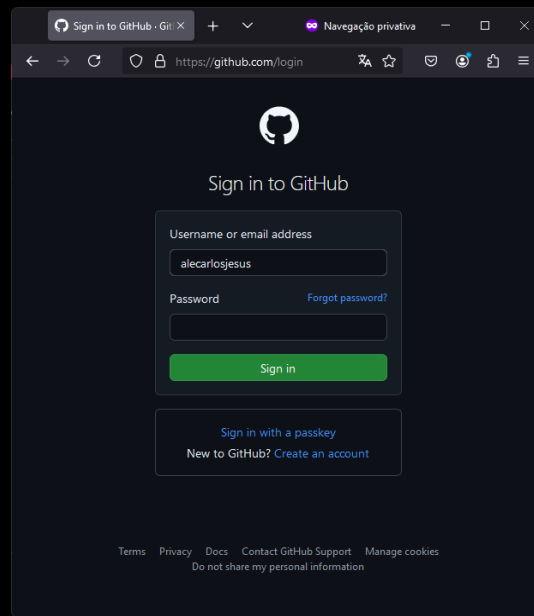 Sign in to GitHub · Git
Navegação privativa
https://github.com/login
Sign in to GitHub
Username or email address
alecarlosjesus
Password Forgot password?
Sign in
Sign in with a passkey
New to GitHub? Create an account
Terms Privacy Docs Contact GitHub Support Manage cookies
Do not share my personal information